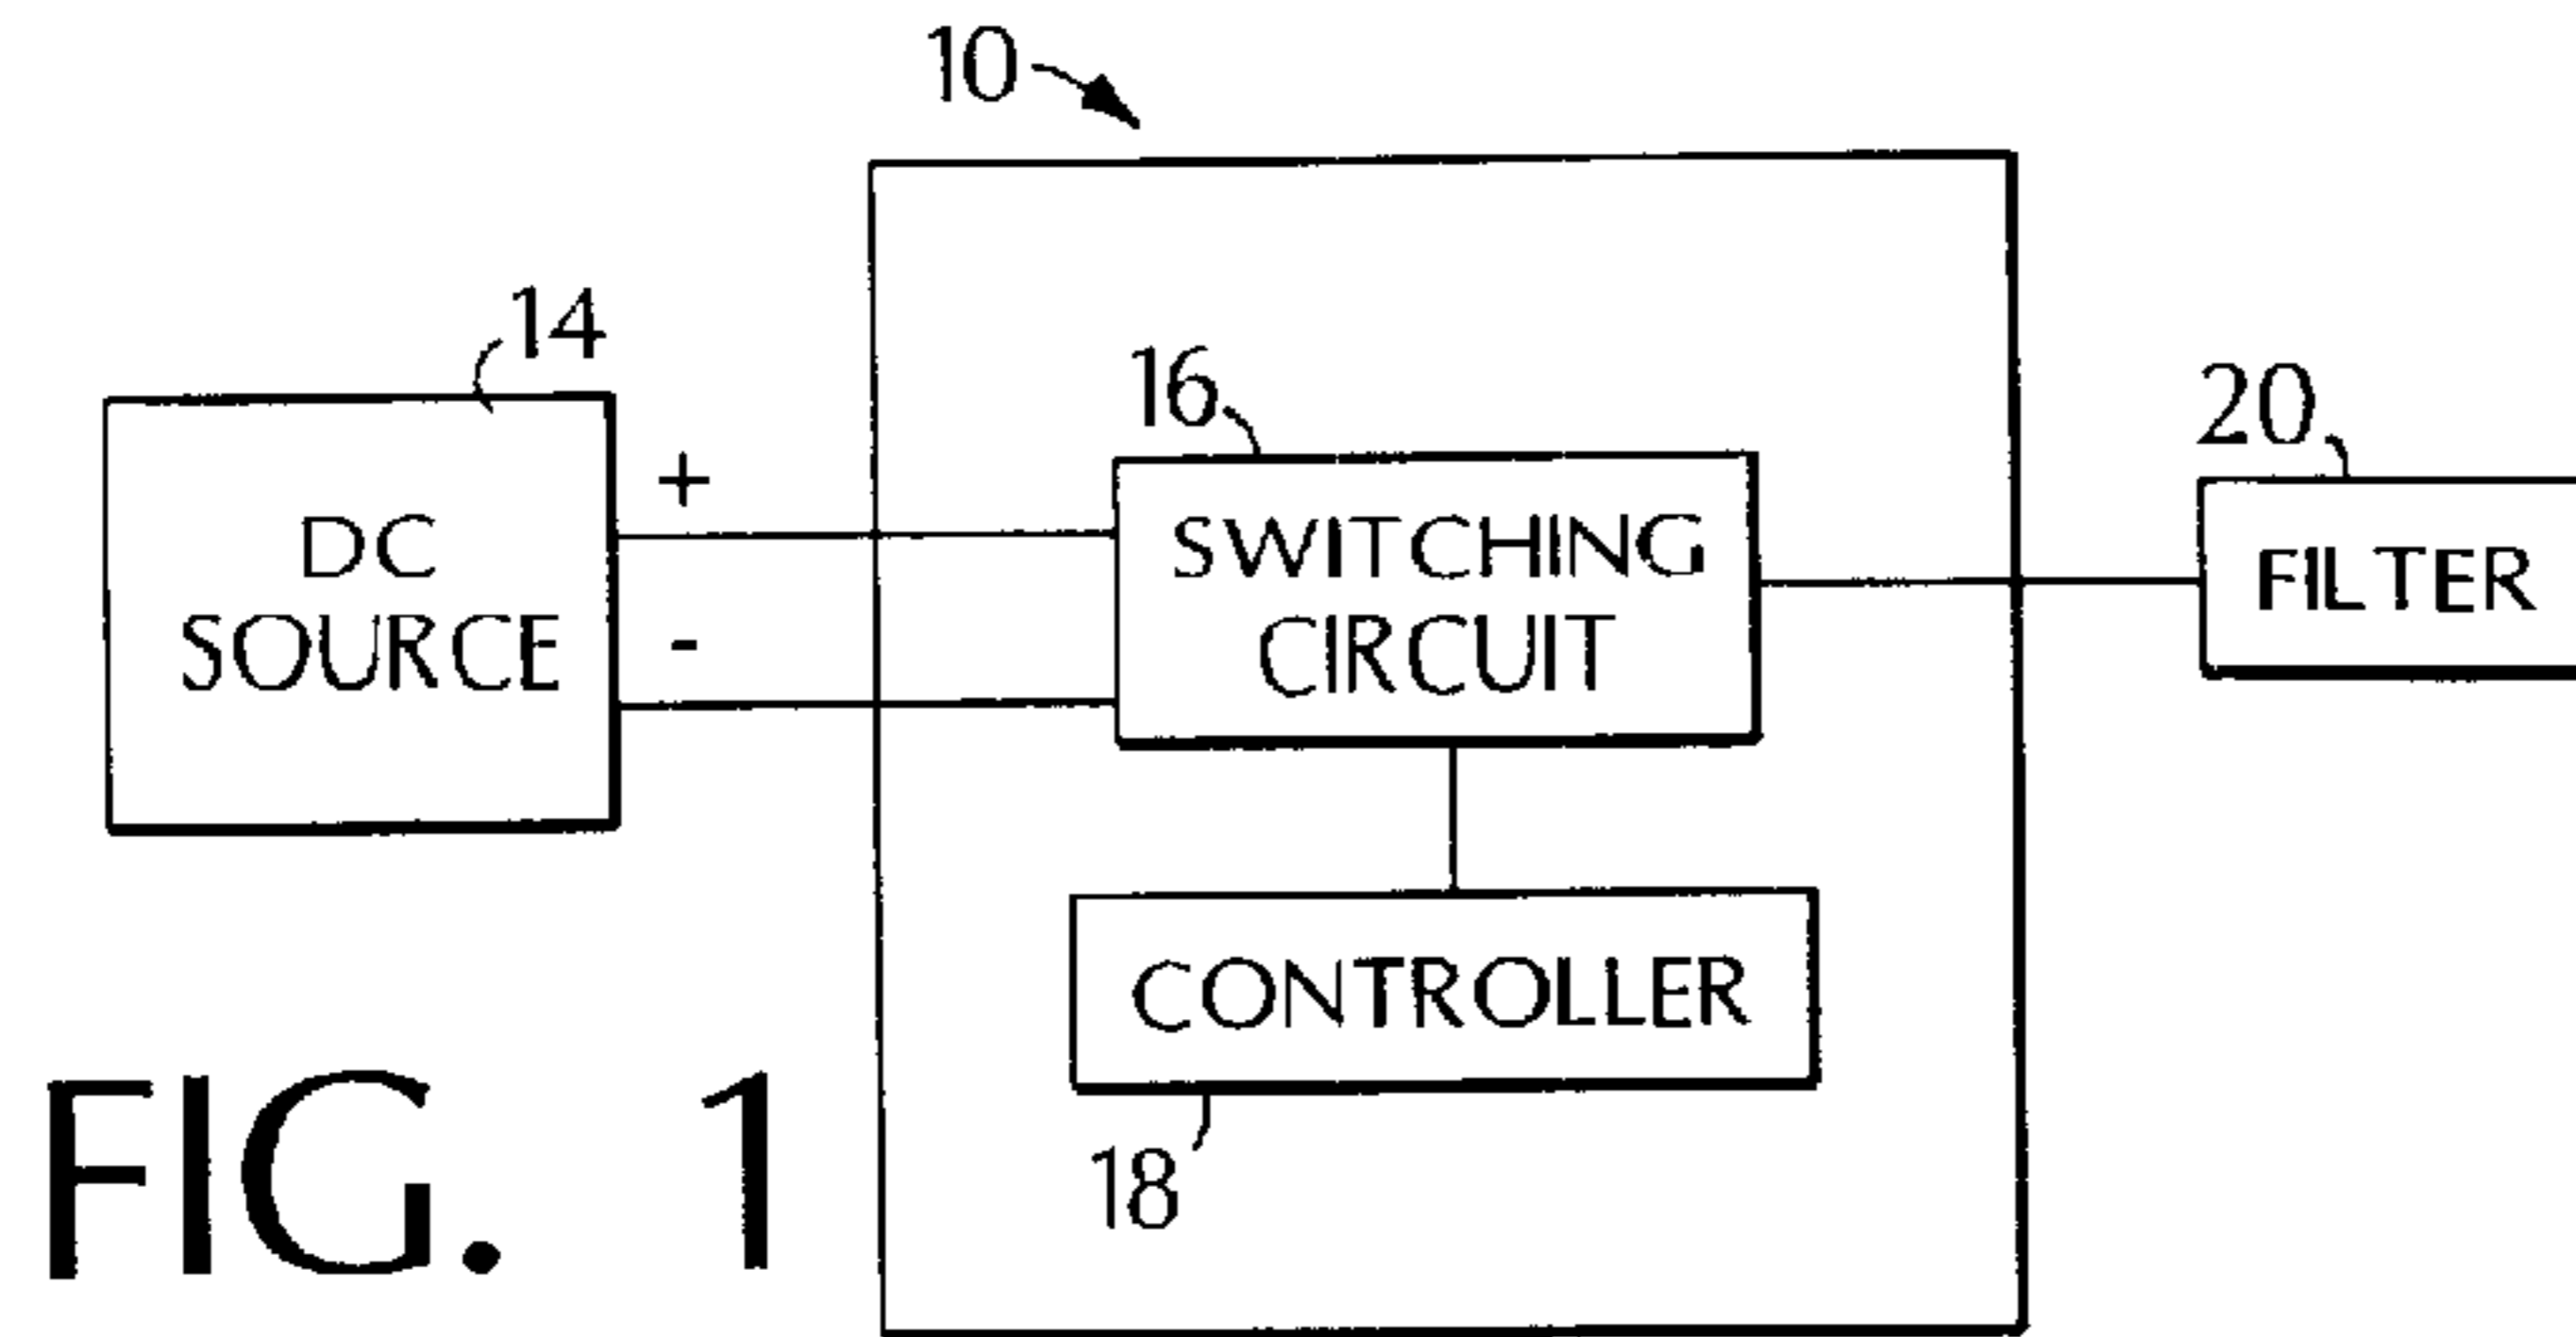 10
14
16
20
+
DC
SOURCE
-
SWITCHING
CIRCUIT
FILTER
CONTROLLER
18
FIG. 1